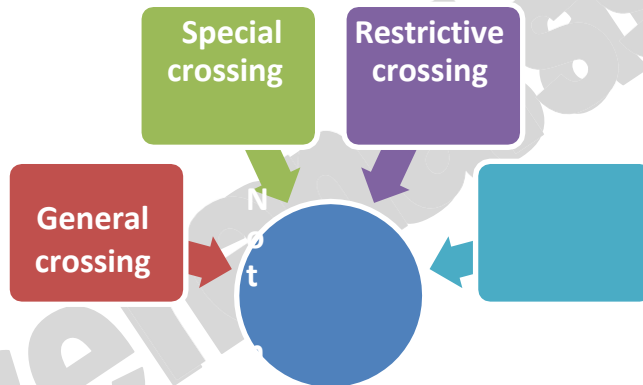 Special
crossing
Restrictive
crossing
General
crossing
N
o
t